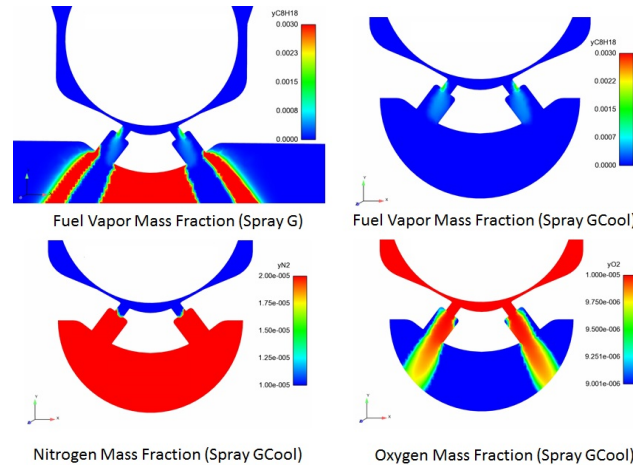 yC8H18
0.0030
0.0023
0.0015
0.0008
0.0000
Fuel Vapor Mass Fraction (Spray G)
yC8H18
0.0030
0.0022
0.0015
0.0007
0.0000
Y
X
Fuel Vapor Mass Fraction (Spray GCool)
yN2
2.00e-005
1.75e-005
1.50e-005
1.25e-005
1.00e-005
Y
Nitrogen Mass Fraction (Spray GCool)
yO2
1.000e-005
9.750e-006
9.500e-006
9.251e-006
9.001e-006
Y
X
Oxygen Mass Fraction (Spray GCool)